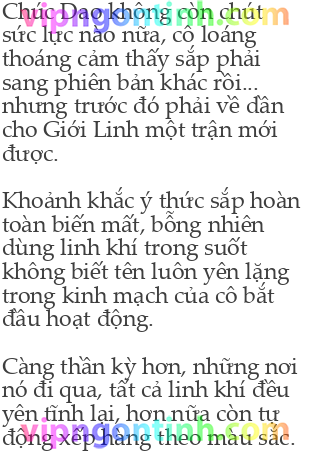 Chúc Dao không còn chút
sức lực nào nữa, cô loáng
thoáng cảm thấy sắp phải
sang phiên bản khác rồi...
nhưng trước đó phải về dần
cho Giới Linh một trận mới
được.
Khoảnh khắc ý thức sắp hoàn
toàn biến mất, bỗng nhiên
dùng linh khí trong suốt
không biết tên luôn yên lặng
trong kinh mạch của cô bắt
đầu hoạt động.
Càng thần kỳ hơn, những nơi
nó đi qua, tất cả linh khí đều
yên tĩnh lại, hơn nữa còn tự
động xếp hàng theo màu sắc.
vipngontinh.com
vipngontinh.com